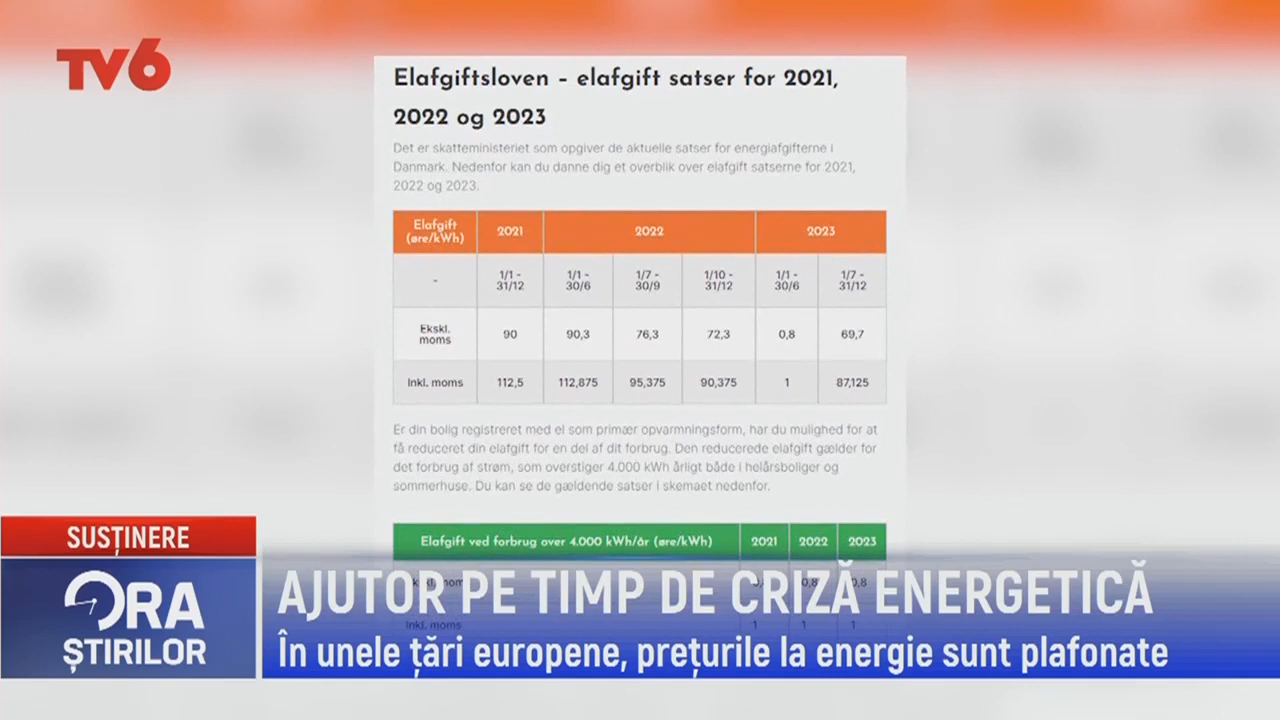 TV6
Elafgiftsloven – elafgift satser for 2021,
2022 og 2023
Det er skatteministeriet som opgiver de aktuelle satser for energiafgifterne i
Danmark. Nedenfor kan du danne dig et overblik over elafgift satserne for 2021,
2022 og 2023.
Elafgift (øre/kWh) 2021 2022 2023
- 1/1 - 31/12 1/1 - 30/6 1/7 - 30/9 1/10 - 31/12 1/1 - 30/6 1/7 - 31/12
Ekskl. moms 90 90,3 76,3 72,3 0,8 69,7
Inkl. moms 112,5 112,875 95,375 90,375 1 87,125
Er din bolig registreret med el som primær opvarmningsform, har du mulighed for at
få reduceret din elafgift for en del af dit forbrug. Den reducerede elafgift gælder for
det forbrug af strøm, som overstiger 4.000 kWh årligt både i helårsboliger og
sommerhuse. Du kan se de gældende satser i skemaet nedenfor.
Elafgift ved forbrug over 4.000 kWh/år (øre/kWh) 2021 2022 2023
Inkl. moms 1 1 1
SUSȚINERE
ORA
ȘTIRILOR
AJUTOR PE TIMP DE CRIZĂ ENERGETICĂ
În unele țări europene, prețurile la energie sunt plafonate